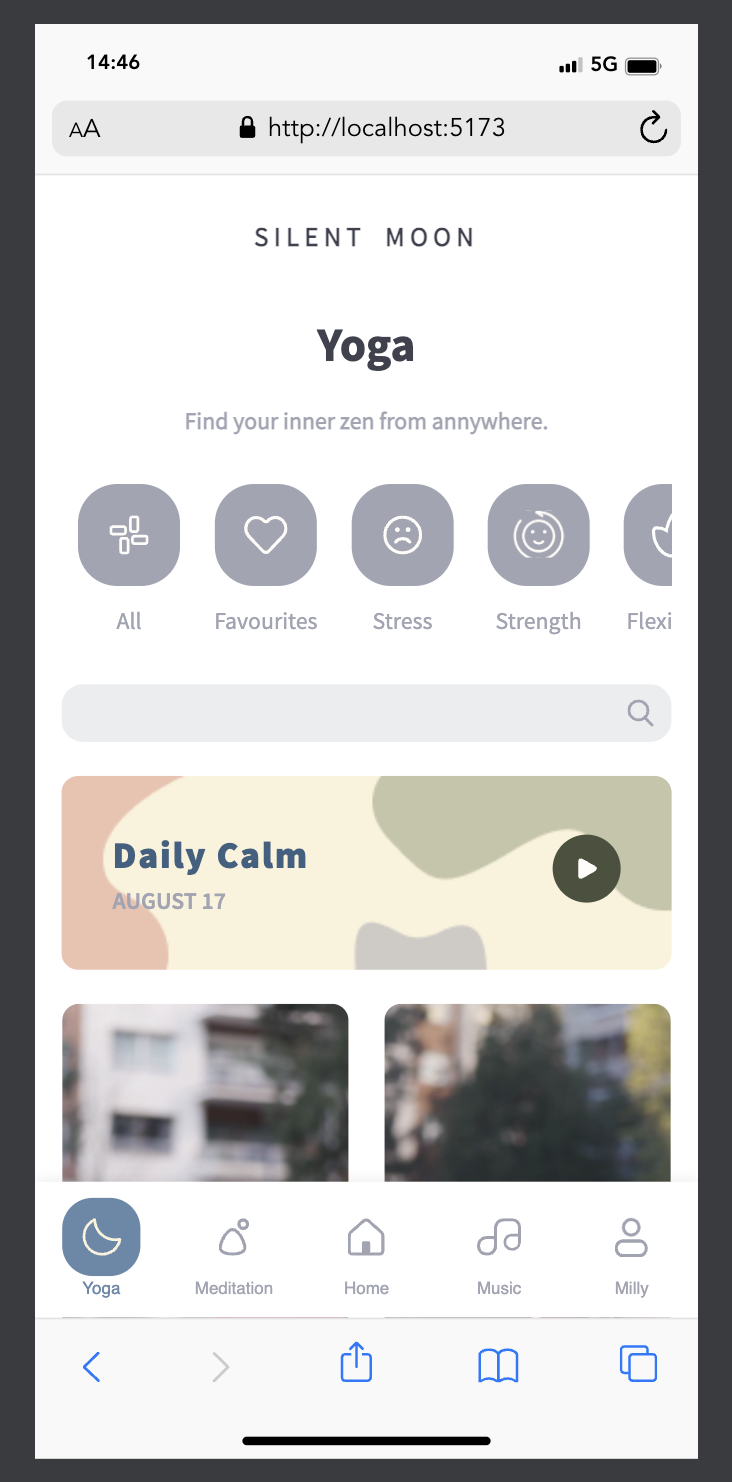 14:46
5G
AA
http://localhost:5173
SILENT MOON
Yoga
Find your inner zen from annywhere.
All
Favourites
Stress
Strength
Flexi
Daily Calm
AUGUST 17
Yoga
Meditation
Home
Music
Milly